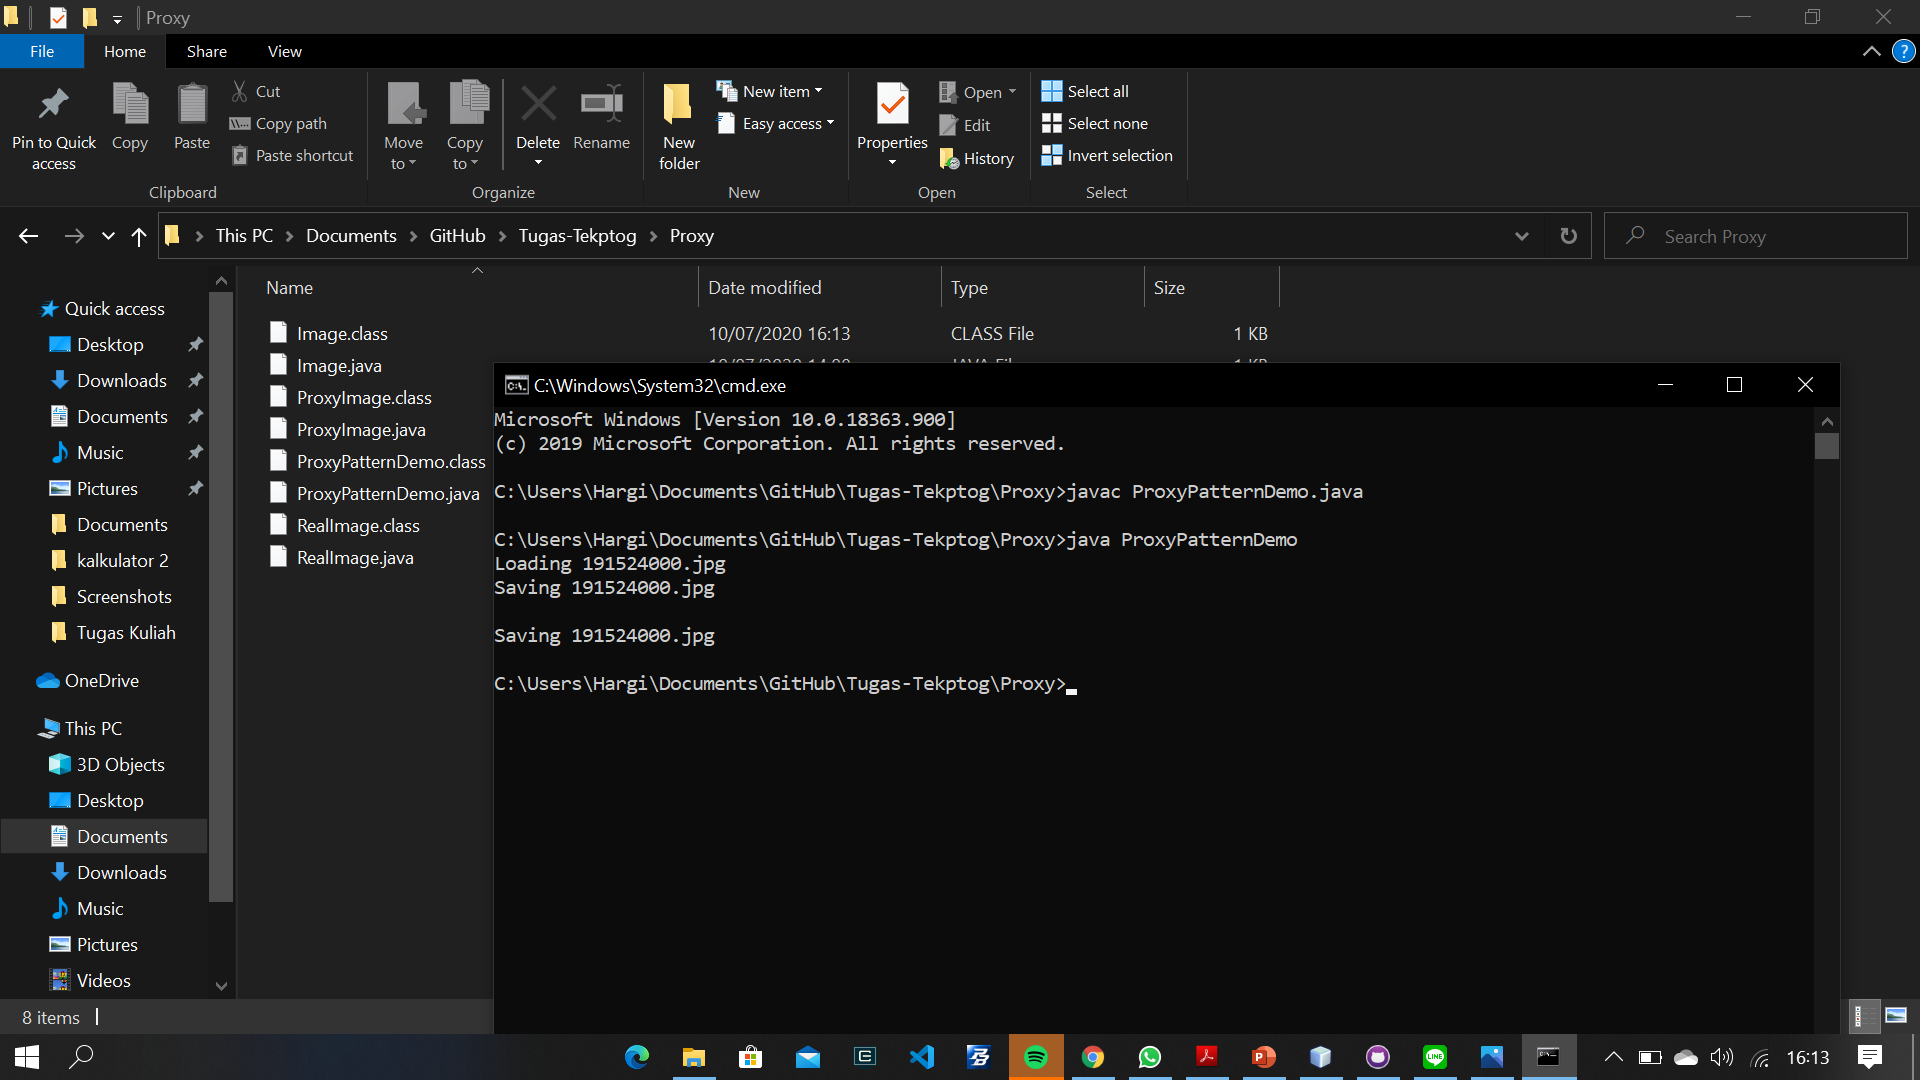 Proxy
File Home Share View
Pin to Quick access
Copy
Paste
Cut
Copy path
Paste shortcut
Clipboard
Move to
Copy to
Delete
Rename
Organize
New folder
New item
Easy access
New
Properties
Open
Edit
History
Open
Select all
Select none
Invert selection
Select
This PC > Documents > GitHub > Tugas-Tekptog > Proxy
Search Proxy
Quick access
Desktop
Downloads
Documents
Music
Pictures
Documents
kalkulator 2
Screenshots
Tugas Kuliah
OneDrive
This PC
3D Objects
Desktop
Documents
Downloads
Music
Pictures
Videos
Name Date modified Type Size
Image.class 10/07/2020 16:13 CLASS File 1 KB
Image.java
ProxyImage.class
ProxyImage.java
ProxyPatternDemo.class
ProxyPatternDemo.java
RealImage.class
RealImage.java
C:\Windows\System32\cmd.exe
Microsoft Windows [Version 10.0.18363.900]
(c) 2019 Microsoft Corporation. All rights reserved.
C:\Users\Hargi\Documents\GitHub\Tugas-Tekptog\Proxy>javac ProxyPatternDemo.java
C:\Users\Hargi\Documents\GitHub\Tugas-Tekptog\Proxy>java ProxyPatternDemo
Loading 191524000.jpg
Saving 191524000.jpg
Saving 191524000.jpg
C:\Users\Hargi\Documents\GitHub\Tugas-Tekptog\Proxy>
8 items
16:13